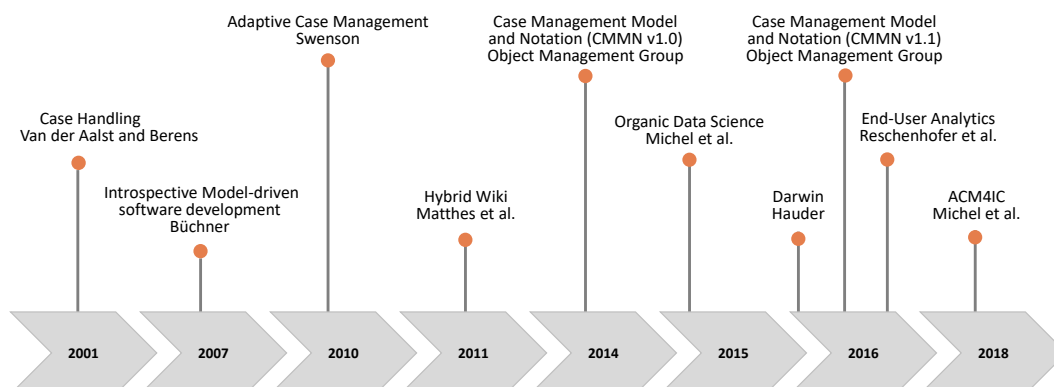 Case Handling
Van der Aalst and Berens
Introspective Model-driven
software development
Büchner
Adaptive Case Management
Swenson
Hybrid Wiki
Matthes et al.
Case Management Model
and Notation (CMMN v1.0)
Object Management Group
Organic Data Science
Michel et al.
Darwin
Hauder
Case Management Model
and Notation (CMMN v1.1)
Object Management Group
End-User Analytics
Reschenhofer et al.
ACM4IC
Michel et al.
2001
2007
2010
2011
2014
2015
2016
2018